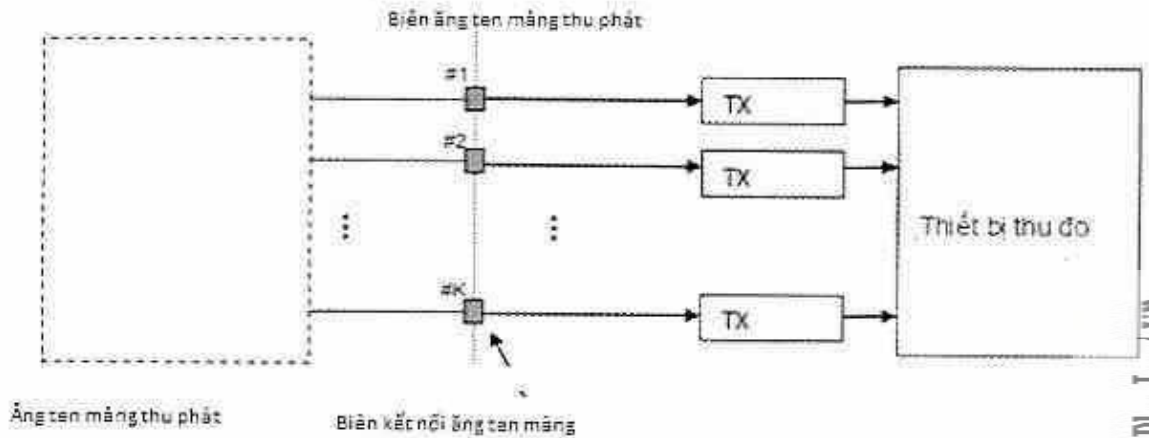 Biên ăng ten mảng thu phát
#1
TX
#2
TX
Thiết bị thu đo
#K
TX
Ăng ten mảng thu phát
Biên kết nối ăng ten mảng